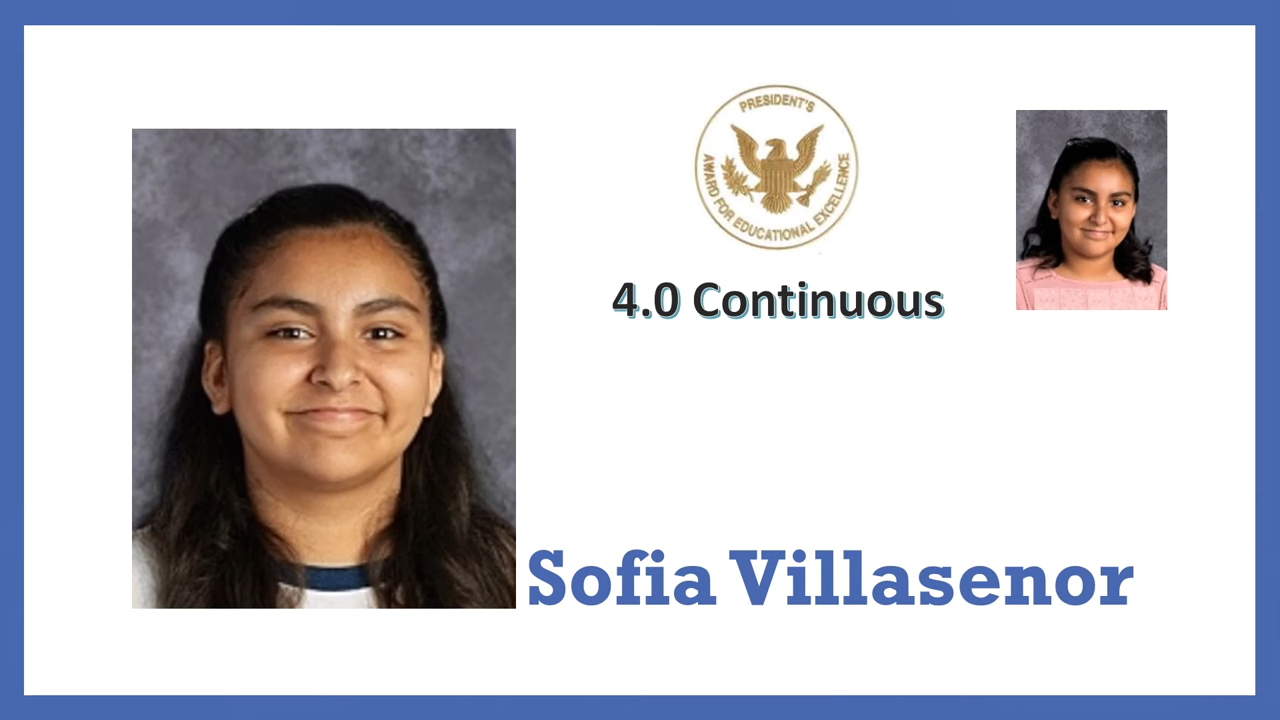 PRESIDENT'S
AWARD FOR EDUCATIONAL EXCELLENCE
4.0 Continuous
Sofia Villasenor